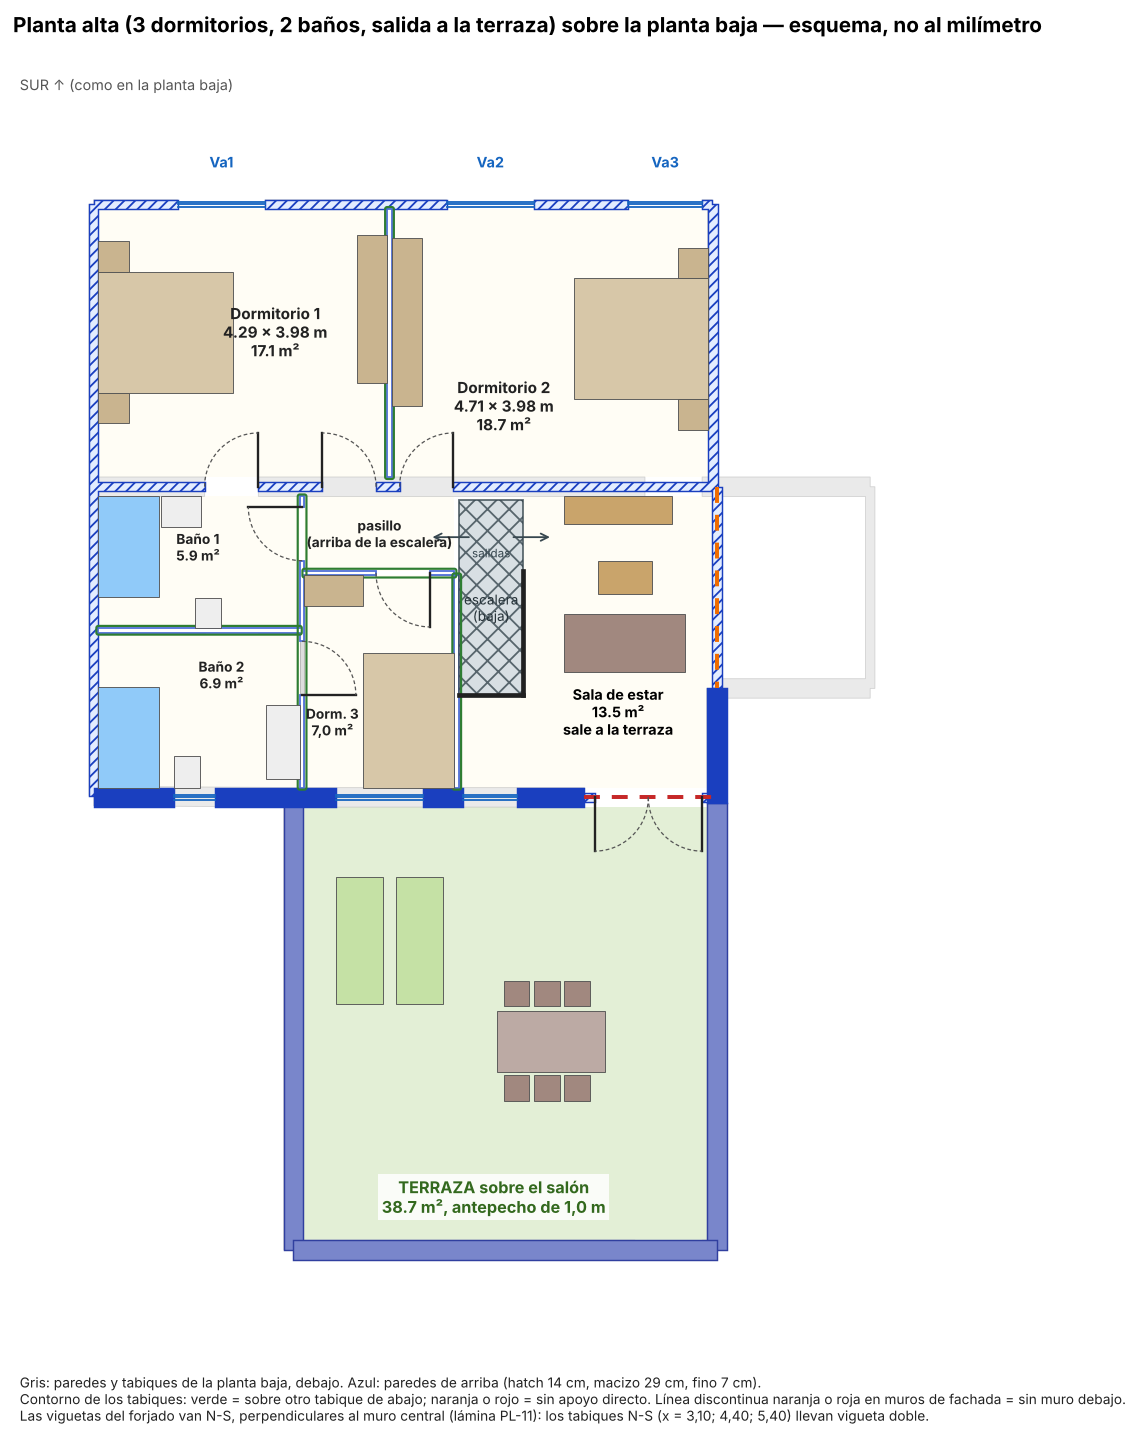 Planta alta (3 dormitorios, 2 baños, salida a la terraza) sobre la planta baja — esquema, no al milímetro
SUR ↑ (como en la planta baja)
Va1
Va2
Va3
Dormitorio 1
4.29 × 3.98 m
17.1 m²
Dormitorio 2
4.71 × 3.98 m
18.7 m²
Baño 1
5.9 m²
pasillo
(arriba de la escalera)
salidas
escalera
(baja)
Baño 2
6.9 m²
Dorm. 3
7,0 m²
Sala de estar
13.5 m²
sale a la terraza
TERRAZA sobre el salón
38.7 m², antepecho de 1,0 m
Gris: paredes y tabiques de la planta baja, debajo. Azul: paredes de arriba (hatch 14 cm, macizo 29 cm, fino 7 cm).
Contorno de los tabiques: verde = sobre otro tabique de abajo; naranja o rojo = sin apoyo directo. Línea discontinua naranja o roja en muros de fachada = sin muro debajo.
Las viguetas del forjado van N-S, perpendiculares al muro central (lámina PL-11): los tabiques N-S (x = 3,10; 4,40; 5,40) llevan vigueta doble.